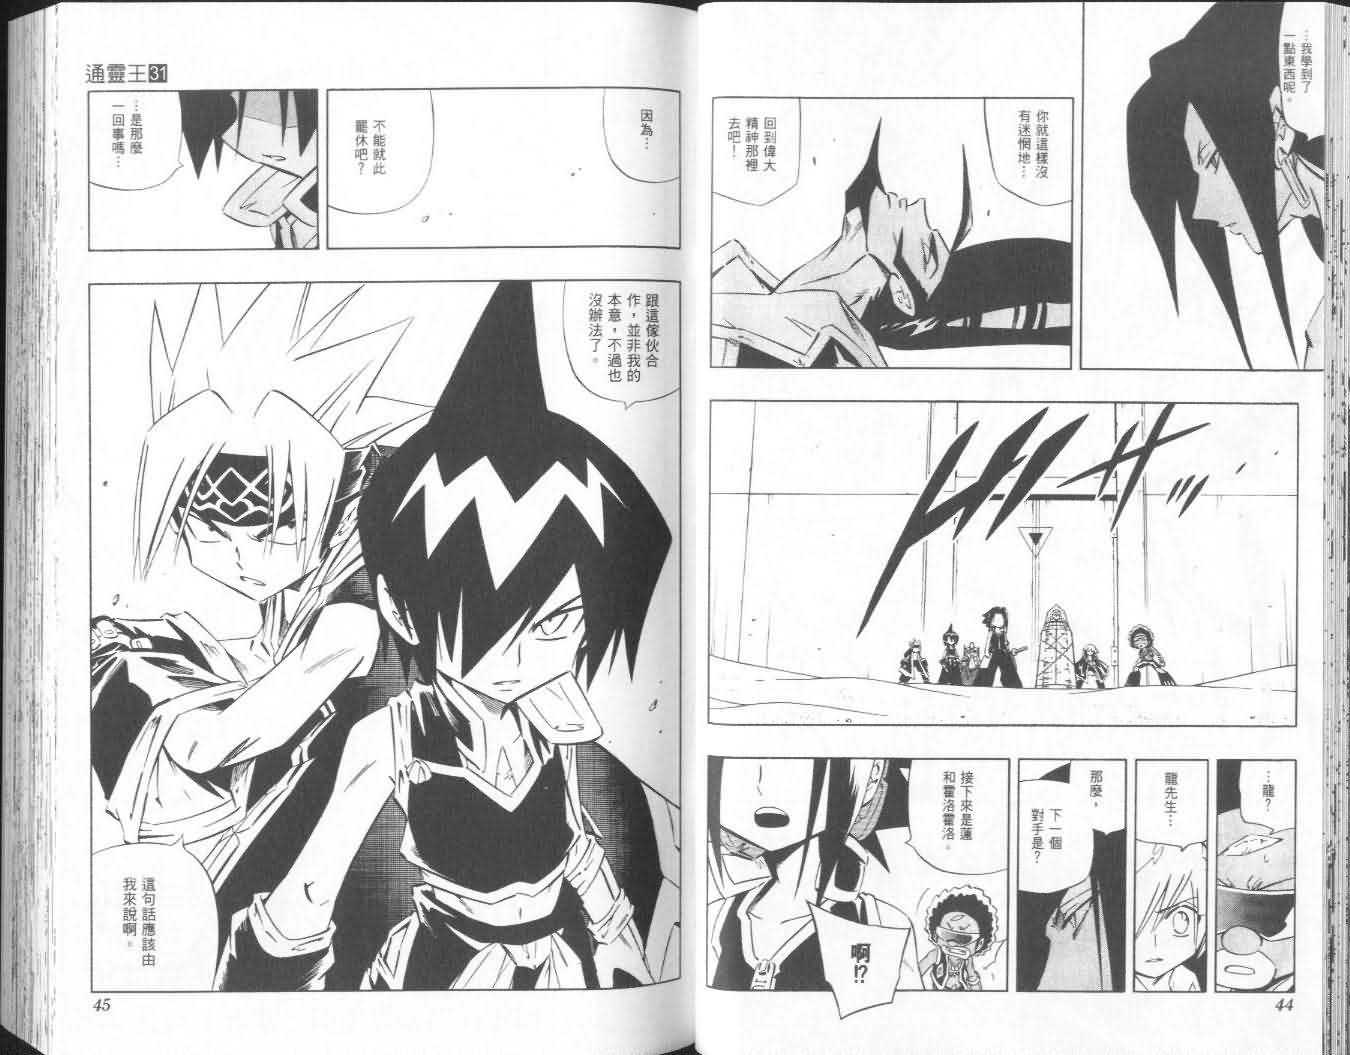 …我學到了
一點東西呢。
你就這樣沒
有迷惘地…
回到偉大
精神那裡
去吧！
…龍？
龍先生…
那麼，
下一個
對手是？
接下來是蓮
和霍洛霍洛。
啊!?
44
通靈王31
因為…
不能就此
罷休吧？
…是那麼
一回事嗎…
跟這傢伙合
作，並非我的
本意，不過也
沒辦法了。
這句話應該由
我來說啊。
45